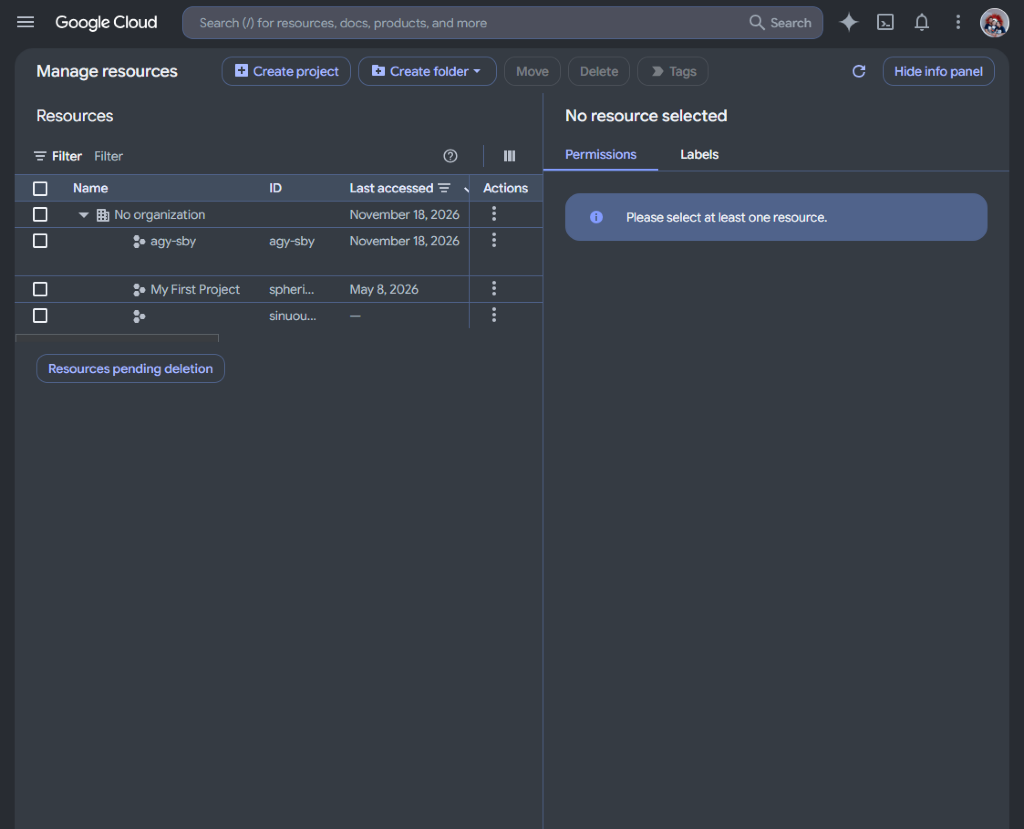 Google Cloud
Search (/) for resources, docs, products, and more
Search
Manage resources
Create project
Create folder
Move
Delete
Tags
Hide info panel
Resources
Filter Filter
Name ID Last accessed Actions
No organization November 18, 2026
agy-sby agy-sby November 18, 2026
My First Project spheri... May 8, 2026
sinuou... —
Resources pending deletion
No resource selected
Permissions Labels
Please select at least one resource.